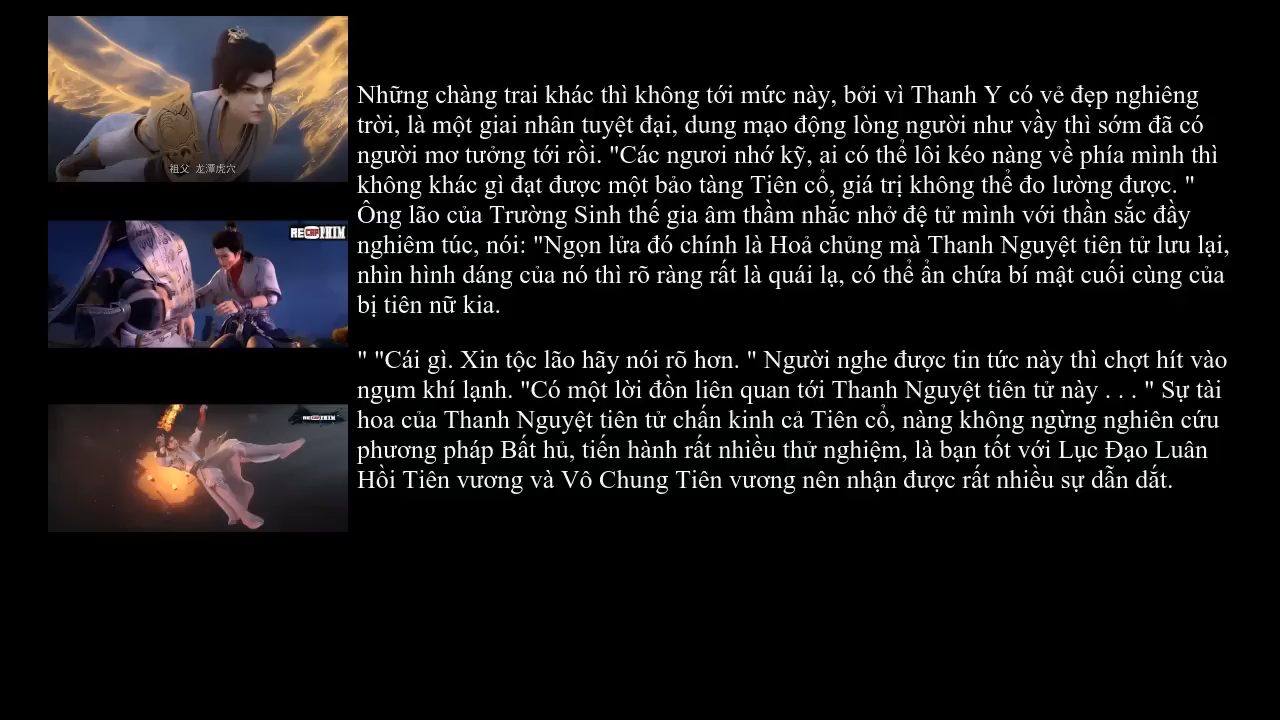 祖父 龙潭虎穴
RECAP PHIM
RECAP PHIM
Những chàng trai khác thì không tới mức này, bởi vì Thanh Y có vẻ đẹp nghiêng
trời, là một giai nhân tuyệt đại, dung mạo động lòng người như vầy thì sớm đã có
người mơ tưởng tới rồi. "Các ngươi nhớ kỹ, ai có thể lôi kéo nàng về phía mình thì
không khác gì đạt được một bảo tàng Tiên cổ, giá trị không thể đo lường được. "
Ông lão của Trường Sinh thế gia âm thầm nhắc nhở đệ tử mình với thần sắc đầy
nghiêm túc, nói: "Ngọn lửa đó chính là Hoả chủng mà Thanh Nguyệt tiên tử lưu lại,
nhìn hình dáng của nó thì rõ ràng rất là quái lạ, có thể ẩn chứa bí mật cuối cùng của
bị tiên nữ kia.
" "Cái gì. Xin tộc lão hãy nói rõ hơn. " Người nghe được tin tức này thì chợt hít vào
ngụm khí lạnh. "Có một lời đồn liên quan tới Thanh Nguyệt tiên tử này . . . " Sự tài
hoa của Thanh Nguyệt tiên tử chấn kinh cả Tiên cổ, nàng không ngừng nghiên cứu
phương pháp Bất hủ, tiến hành rất nhiều thử nghiệm, là bạn tốt với Lục Đạo Luân
Hồi Tiên vương và Vô Chung Tiên vương nên nhận được rất nhiều sự dẫn dắt.